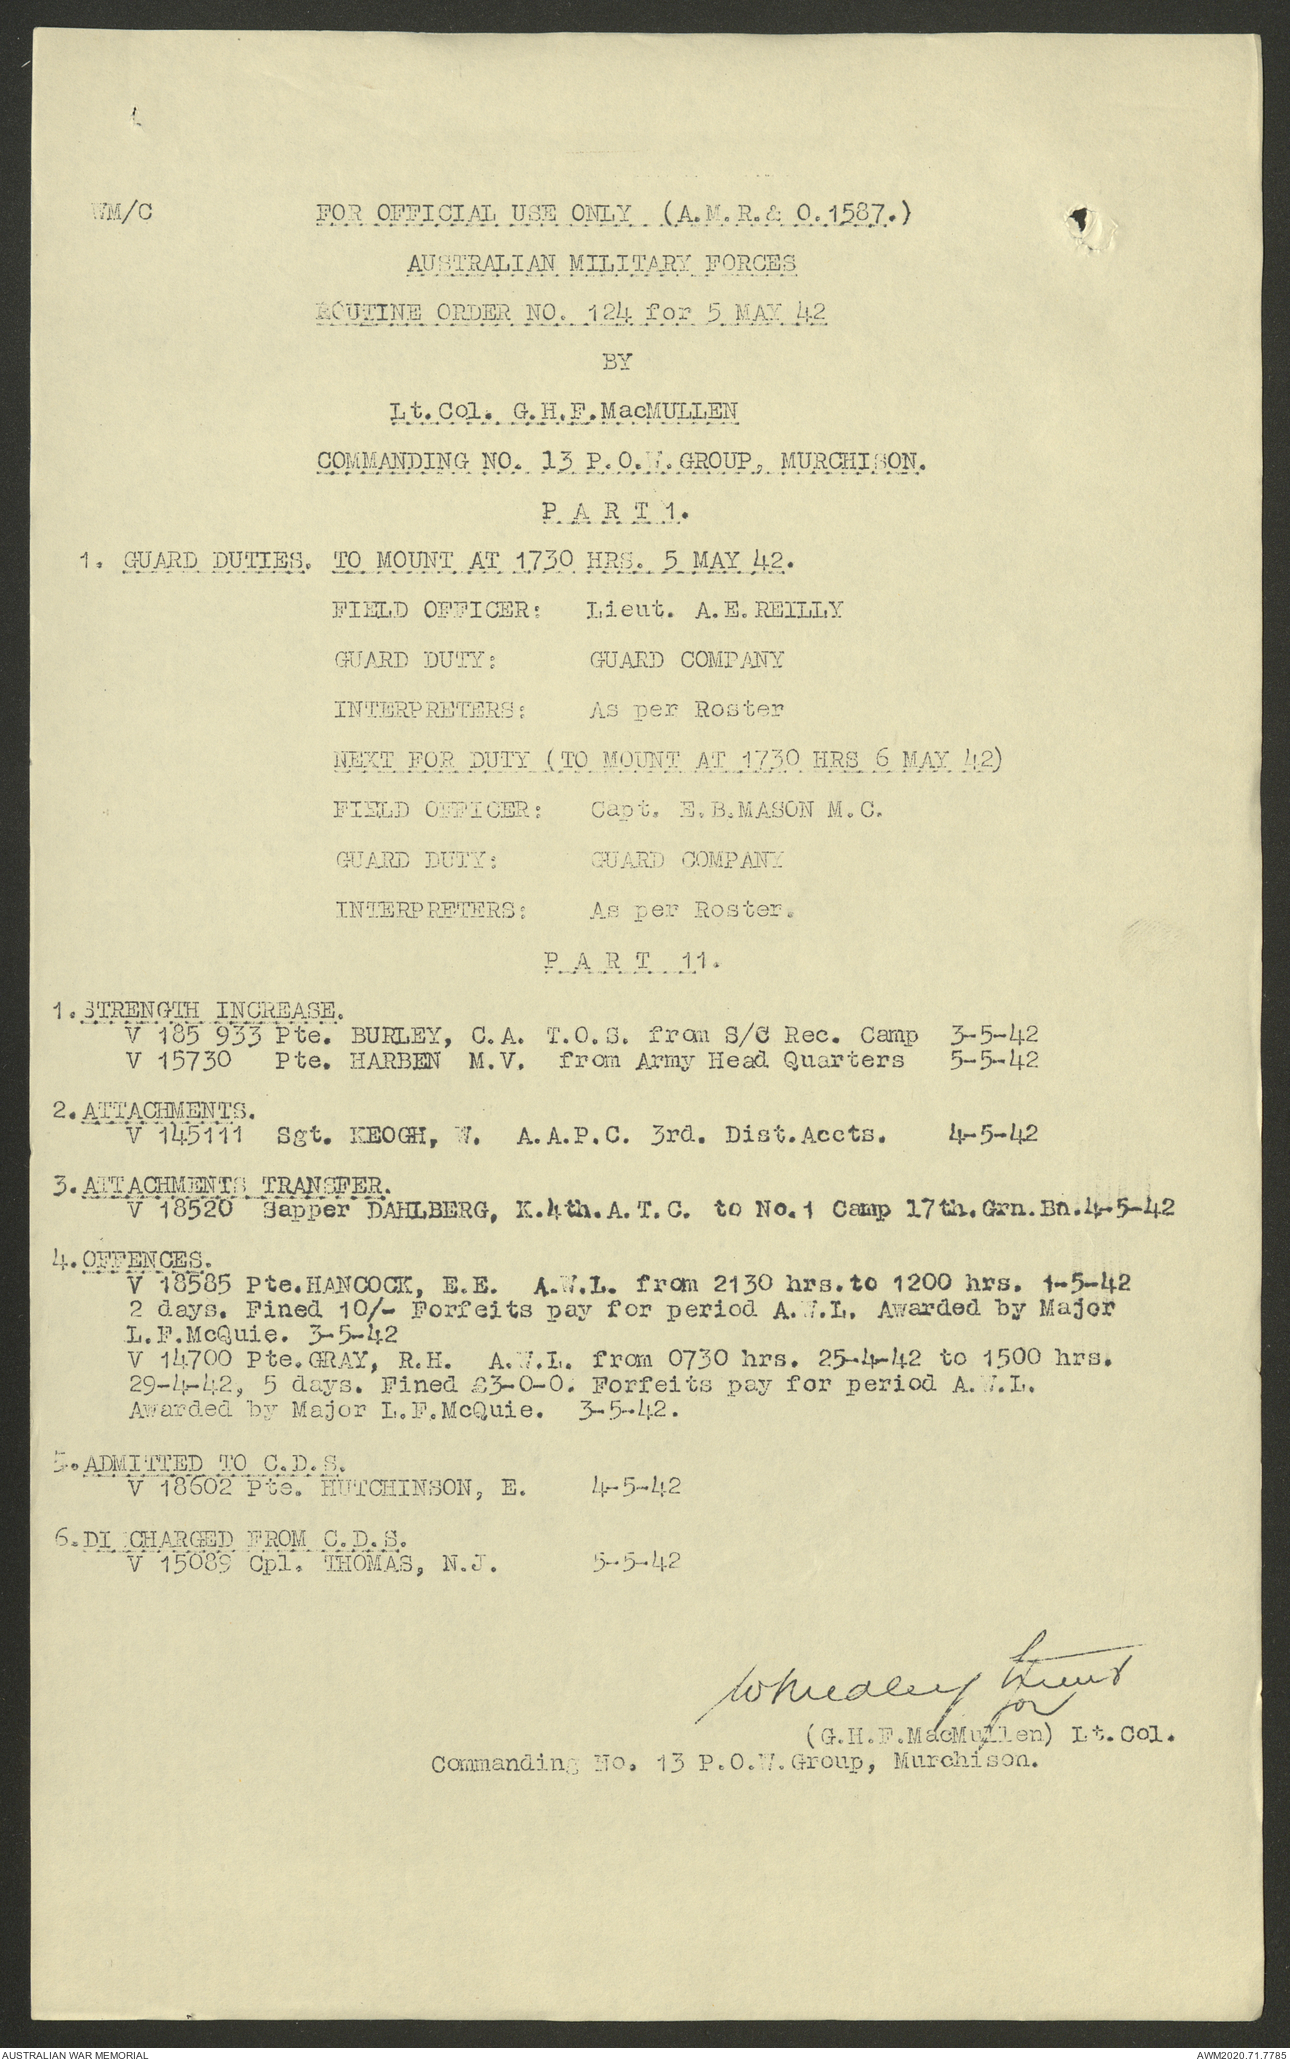 WM/C FOR OFFICIAL USE ONLY (A.M.R.& O.1587.)
AUSTRALIAN MILITARY FORCES
ROUTINE ORDER NO. 124 for 5 MAY 42
BY
Lt.Col. G.H.F.MacMULLEN
COMMANDING NO. 13 P.O.W.GROUP, MURCHISON.
P A R T 1.
1. GUARD DUTIES. TO MOUNT AT 1730 HRS. 5 MAY 42.
FIELD OFFICER: Lieut. A.E.REILLY
GUARD DUTY: GUARD COMPANY
INTERPRETERS: As per Roster
NEXT FOR DUTY (TO MOUNT AT 1730 HRS 6 MAY 42)
FIELD OFFICER: Capt. E.B.MASON M.C.
GUARD DUTY: GUARD COMPANY
INTERPRETERS: As per Roster.
P A R T 11.
1.STRENGTH INCREASE.
V 185 933 Pte. BURLEY, C.A. T.O.S. from S/C Rec. Camp 3-5-42
V 15730 Pte. HARBEN M.V. from Army Head Quarters 5-5-42
2.ATTACHMENTS.
V 145111 Sgt. KEOGH, W. A.A.P.C. 3rd. Dist.Accts. 4-5-42
3.ATTACHMENTS TRANSFER.
V 18520 Sapper DAHLBERG, K.4th.A.T.C. to No.1 Camp 17th.Grn.Bn.4-5-42
4.OFFENCES.
V 18585 Pte.HANCOCK, E.E. A.W.L. from 2130 hrs.to 1200 hrs. 1-5-42
2 days. Fined 10/- Forfeits pay for period A.W.L. Awarded by Major
L.F.McQuie. 3-5-42
V 14700 Pte.GRAY, R.H. A.W.L. from 0730 hrs. 25-4-42 to 1500 hrs.
29-4-42, 5 days. Fined £3-0-0. Forfeits pay for period A.W.L.
Awarded by Major L.F.McQuie. 3-5-42.
5.ADMITTED TO C.D.S.
V 18602 Pte. HUTCHINSON, E. 4-5-42
6.DISCHARGED FROM C.D.S.
V 15089 Cpl. THOMAS, N.J. 5-5-42
Lieut
for
(G.H.F.MacMullen) Lt.Col.
Commanding No. 13 P.O.W.Group, Murchison.
AUSTRALIAN WAR MEMORIAL AWM2020.71.7785